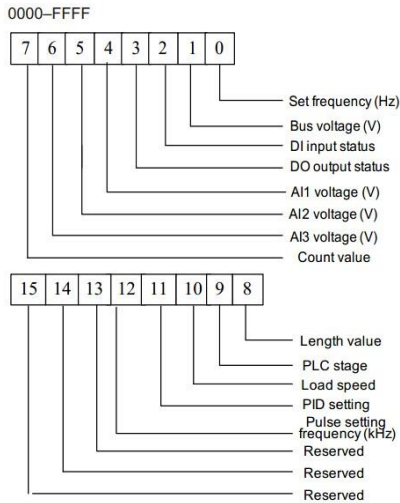 0000–FFFF
7 6 5 4 3 2 1 0
Set frequency (Hz)
Bus voltage (V)
DI input status
DO output status
AI1 voltage (V)
AI2 voltage (V)
AI3 voltage (V)
Count value
15 14 13 12 11 10 9 8
Length value
PLC stage
Load speed
PID setting
Pulse setting
frequency (kHz)
Reserved
Reserved
Reserved